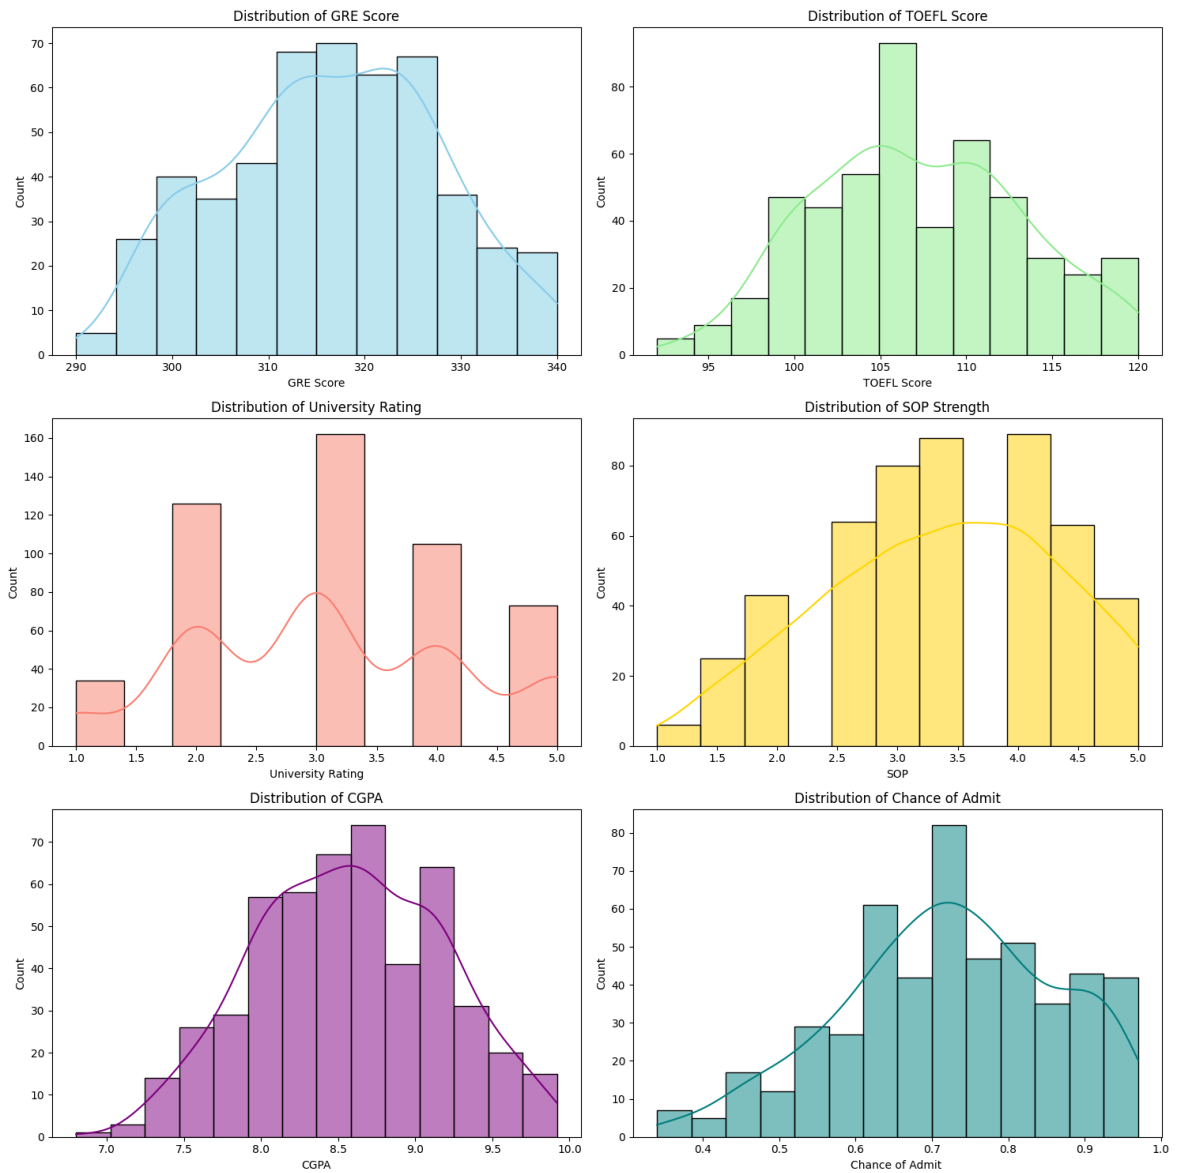 Distribution of GRE Score
Count
70
60
50
40
30
20
10
0
290 300 310 320 330 340
GRE Score
Distribution of TOEFL Score
Count
80
60
40
20
0
95 100 105 110 115 120
TOEFL Score
Distribution of University Rating
Count
160
140
120
100
80
60
40
20
0
1.0 1.5 2.0 2.5 3.0 3.5 4.0 4.5 5.0
University Rating
Distribution of SOP Strength
Count
80
60
40
20
0
1.0 1.5 2.0 2.5 3.0 3.5 4.0 4.5 5.0
SOP
Distribution of CGPA
Count
70
60
50
40
30
20
10
0
7.0 7.5 8.0 8.5 9.0 9.5 10.0
CGPA
Distribution of Chance of Admit
Count
80
70
60
50
40
30
20
10
0
0.4 0.5 0.6 0.7 0.8 0.9 1.0
Chance of Admit